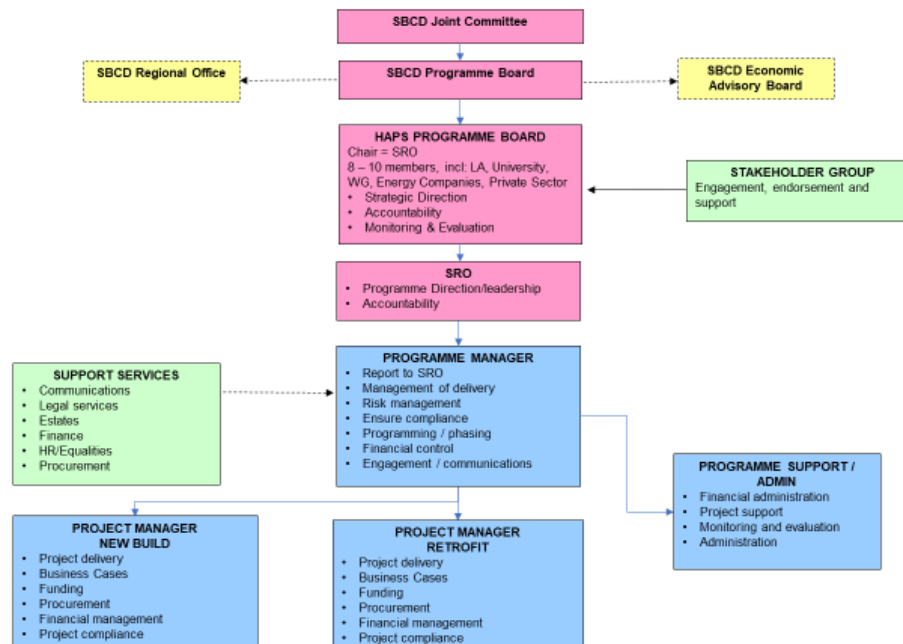 SBCD Joint Committee
SBCD Regional Office
SBCD Programme Board
SBCD Economic
Advisory Board
HAPS PROGRAMME BOARD
Chair = SRO
8 – 10 members, incl: LA, University,
WG, Energy Companies, Private Sector
• Strategic Direction
• Accountability
• Monitoring & Evaluation
STAKEHOLDER GROUP
Engagement, endorsement and
support
SRO
• Programme Direction/leadership
• Accountability
SUPPORT SERVICES
• Communications
• Legal services
• Estates
• Finance
• HR/Equalities
• Procurement
PROGRAMME MANAGER
• Report to SRO
• Management of delivery
• Risk management
• Ensure compliance
• Programming / phasing
• Financial control
• Engagement / communications
PROGRAMME SUPPORT /
ADMIN
• Financial administration
• Project support
• Monitoring and evaluation
• Administration
PROJECT MANAGER
NEW BUILD
• Project delivery
• Business Cases
• Funding
• Procurement
• Financial management
• Project compliance
PROJECT MANAGER
RETROFIT
• Project delivery
• Business Cases
• Funding
• Procurement
• Financial management
• Project compliance